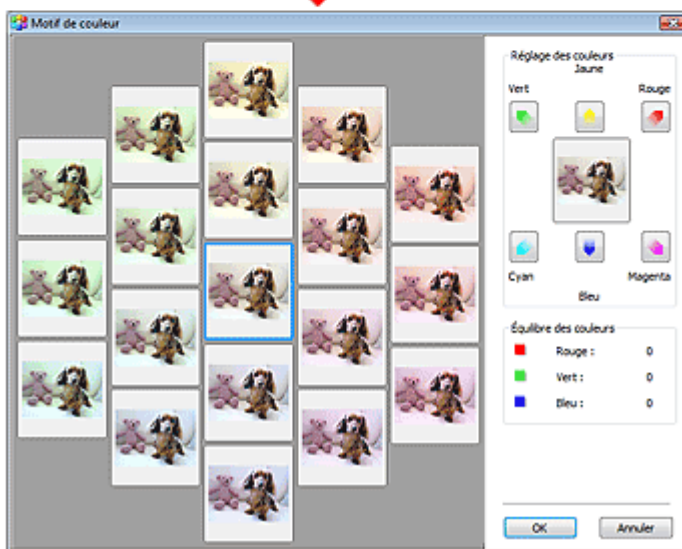 Motif de couleur
Réglage des couleurs
Jaune
Vert
Rouge
Cyan
Magenta
Bleu
Équilibre des couleurs
Rouge : 0
Vert : 0
Bleu : 0
OK
Annuler